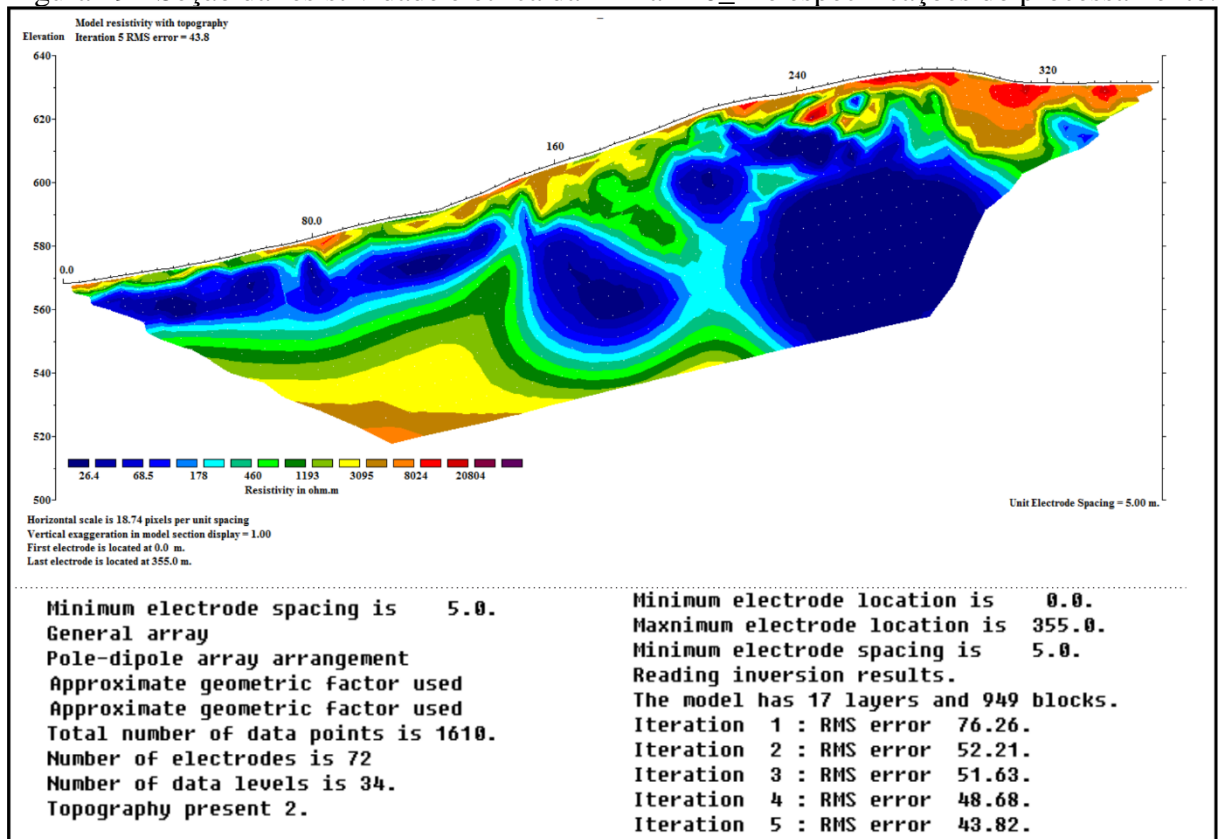 Seção da resistividade elétrica da especificações do processamento.
Model resistivity with topography
Elevation Iteration 5 RMS error = 43.8
640
620
600
580
560
540
520
500
0.0
80.0
160
240
320
26.4 68.5 178 460 1193 3095 8024 20804
Resistivity in ohm.m
Unit Electrode Spacing = 5.00 m.
Horizontal scale is 18.74 pixels per unit spacing
Vertical exaggeration in model section display = 1.00
First electrode is located at 0.0 m.
Last electrode is located at 355.0 m.
Minimum electrode spacing is 5.0.
General array
Pole-dipole array arrangement
Approximate geometric factor used
Approximate geometric factor used
Total number of data points is 1610.
Number of electrodes is 72
Number of data levels is 34.
Topography present 2.
Minimum electrode location is 0.0.
Maxnimum electrode location is 355.0.
Minimum electrode spacing is 5.0.
Reading inversion results.
The model has 17 layers and 949 blocks.
Iteration 1 : RMS error 76.26.
Iteration 2 : RMS error 52.21.
Iteration 3 : RMS error 51.63.
Iteration 4 : RMS error 48.68.
Iteration 5 : RMS error 43.82.